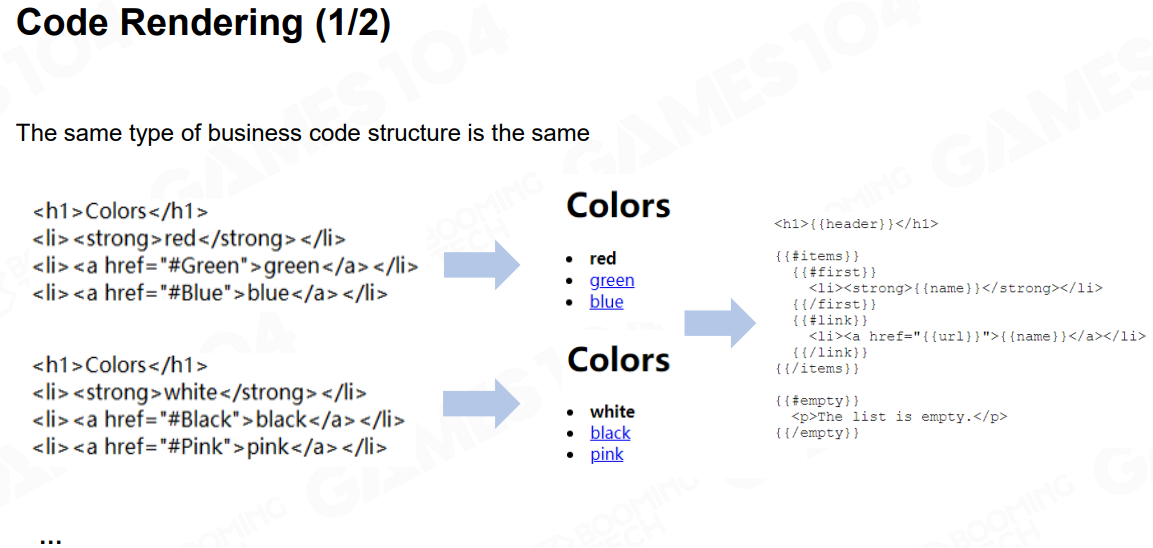 Code Rendering (1/2)
The same type of business code structure is the same
<h1>Colors</h1>
<li><strong>red</strong></li>
<li><a href="#Green">green</a></li>
<li><a href="#Blue">blue</a></li>
Colors
• red
• green
• blue
<h1>Colors</h1>
<li><strong>white</strong></li>
<li><a href="#Black">black</a></li>
<li><a href="#Pink">pink</a></li>
Colors
• white
• black
• pink
<h1>{{header}}</h1>
{{#items}}
{{#first}}
<li><strong>{{name}}</strong></li>
{{/first}}
{{#link}}
<li><a href="{{url}}">{{name}}</a></li>
{{/link}}
{{/items}}
{{#empty}}
<p>The list is empty.</p>
{{/empty}}
...
GAMES 104
BOOMING TECH